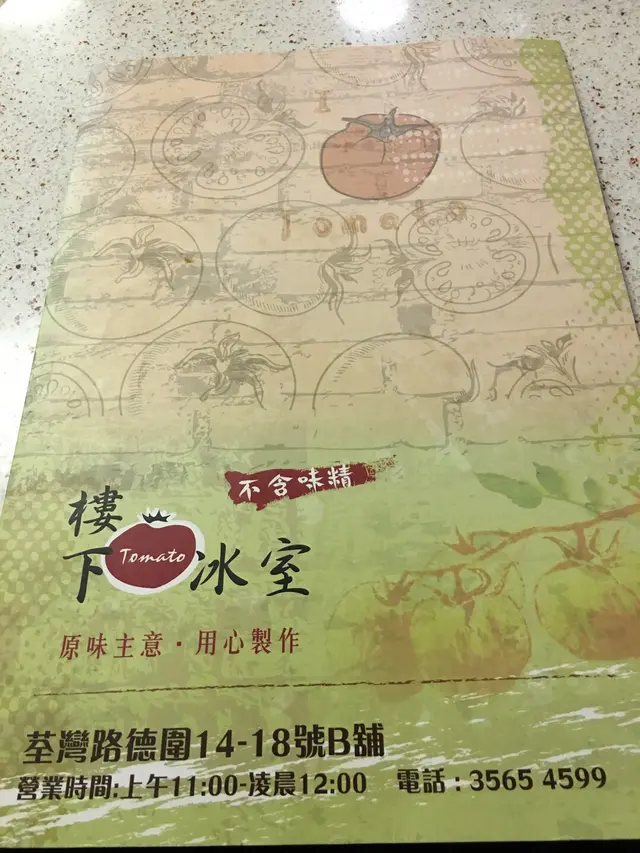 I
Tomato
不含味精
樓
下 Tomato 冰室
原味主意·用心製作
荃灣路德圍14-18號B舖
營業時間:上午11:00-凌晨12:00 電話:3565 4599